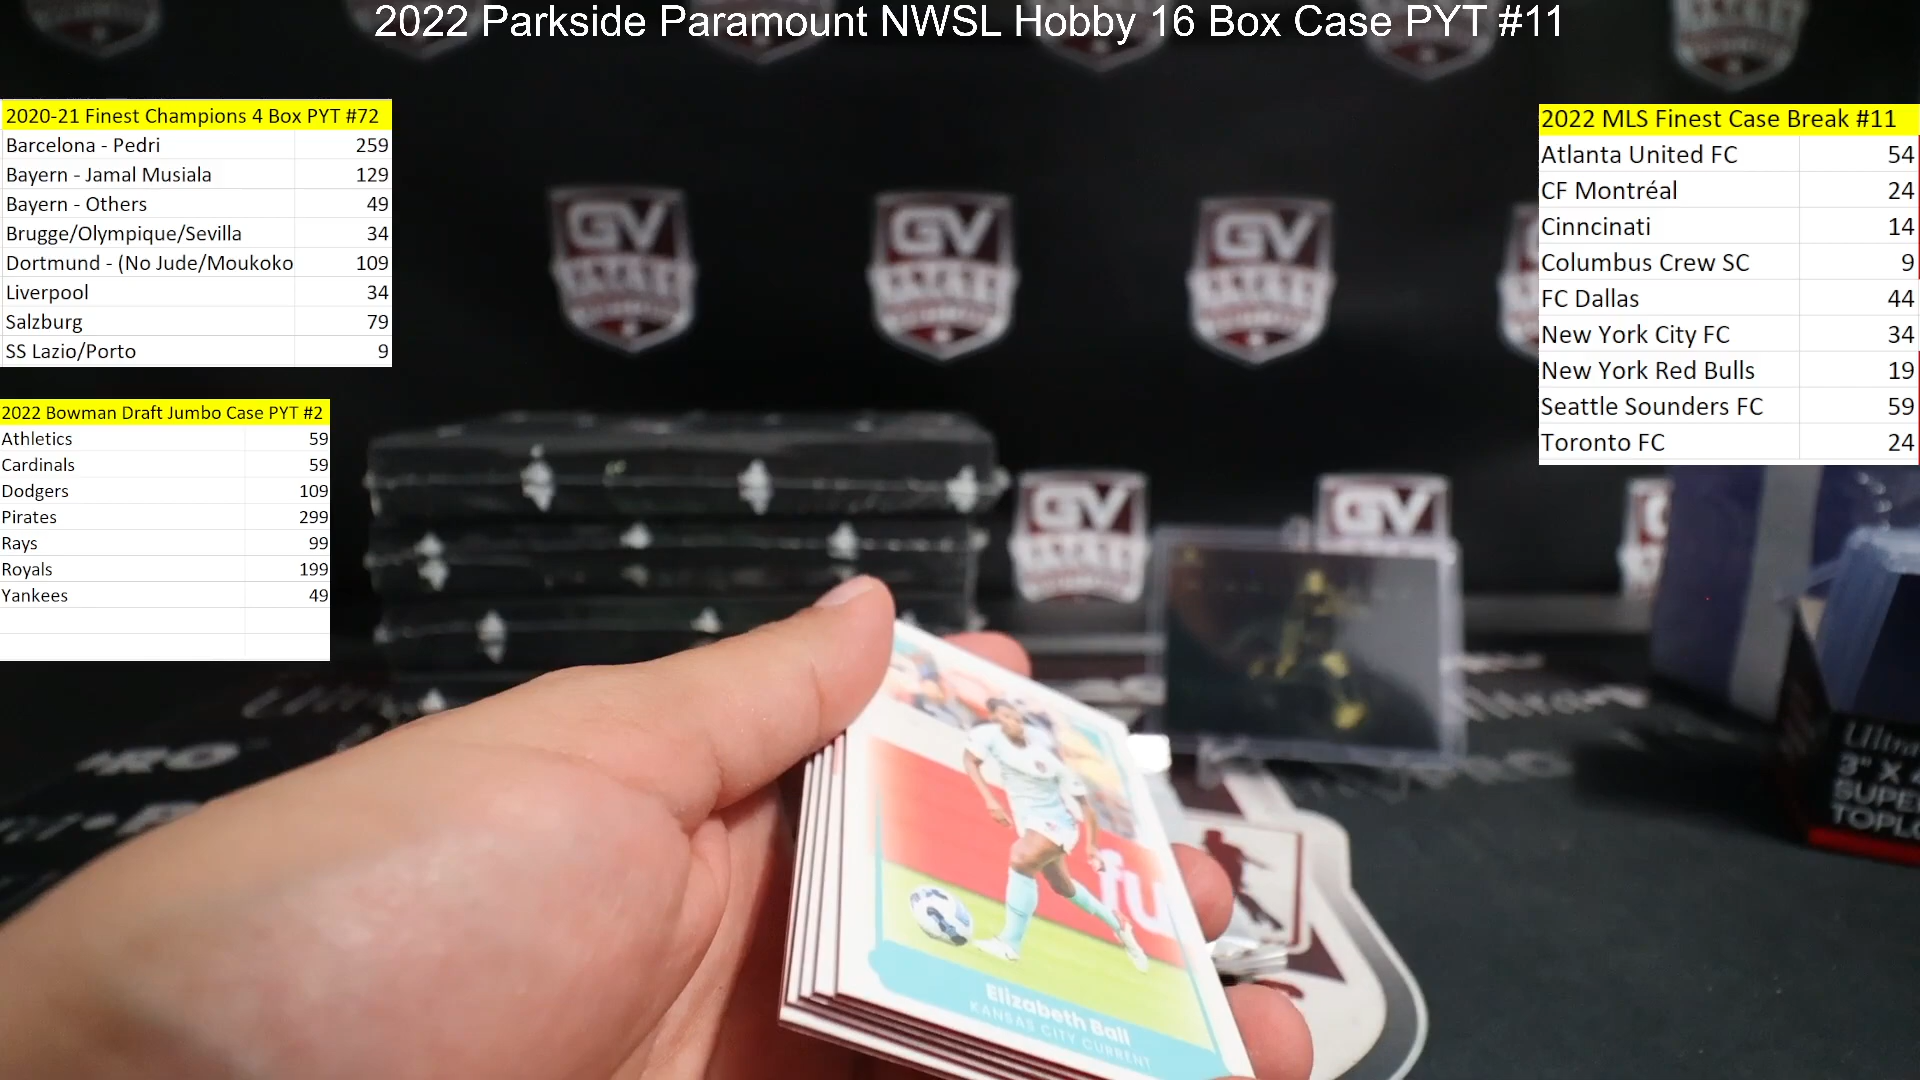 2022 Parkside Paramount NWSL Hobby 16 Box Case PYT #11
2020-21 Finest Champions 4 Box PYT #72
Barcelona - Pedri 259
Bayern - Jamal Musiala 129
Bayern - Others 49
Brugge/Olympique/Sevilla 34
Dortmund - (No Jude/Moukoko 109
Liverpool 34
Salzburg 79
SS Lazio/Porto 9
2022 Bowman Draft Jumbo Case PYT #2
Athletics 59
Cardinals 59
Dodgers 109
Pirates 299
Rays 99
Royals 199
Yankees 49
2022 MLS Finest Case Break #11
Atlanta United FC 54
CF Montréal 24
Cinncinati 14
Columbus Crew SC 9
FC Dallas 44
New York City FC 34
New York Red Bulls 19
Seattle Sounders FC 59
Toronto FC 24
GV
GV
GV
GV
GV
Elizabeth Ball
KANSAS CITY CURRENT
3" X